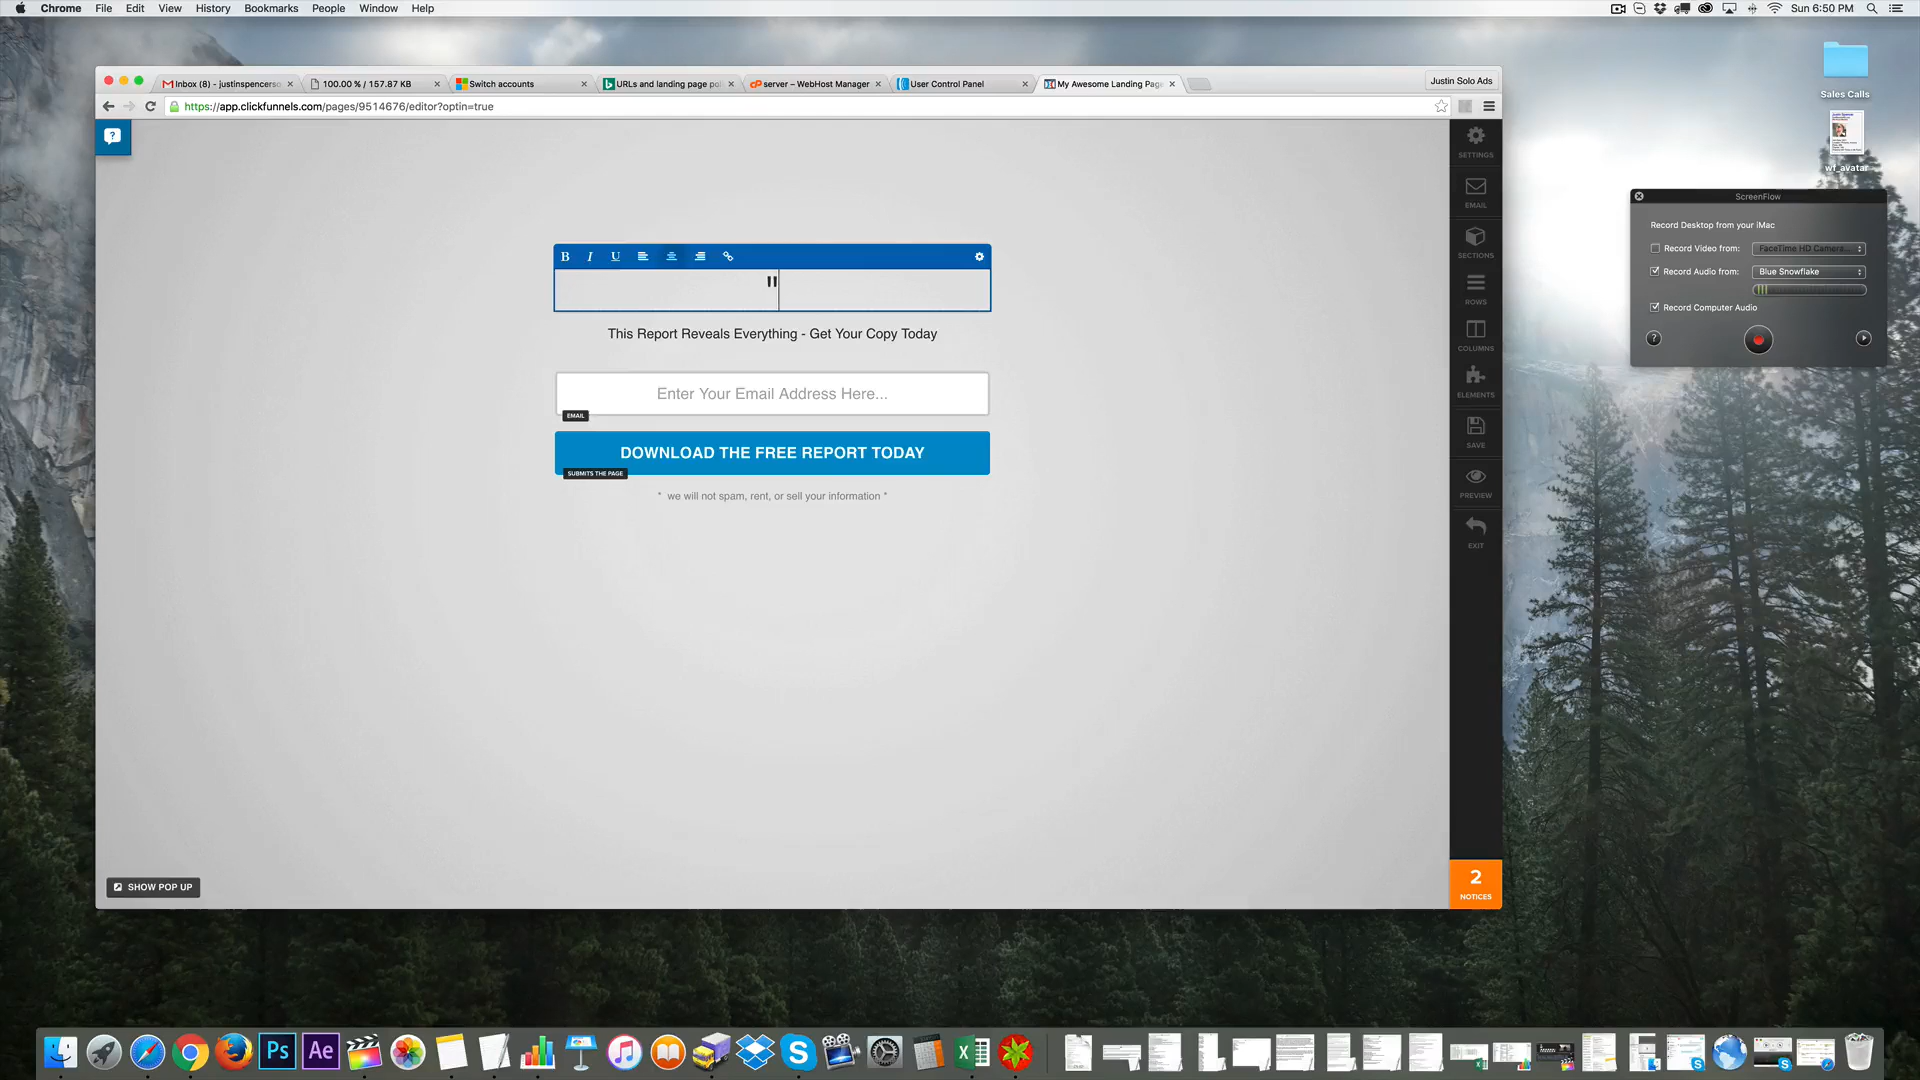 Chrome File Edit View History Bookmarks People Window Help
Sun 6:50 PM
Inbox (8) - justinspencerso
100.00 % / 157.87 KB
Switch accounts
URLs and landing page poli
server – WebHost Manager
User Control Panel
My Awesome Landing Page
Justin Solo Ads
https://app.clickfunnels.com/pages/9514676/editor?optin=true
Sales Calls
wf_avatar
?
SETTINGS
EMAIL
SECTIONS
ROWS
COLUMNS
ELEMENTS
SAVE
PREVIEW
EXIT
2
NOTICES
B I U
"
This Report Reveals Everything - Get Your Copy Today
Enter Your Email Address Here...
EMAIL
DOWNLOAD THE FREE REPORT TODAY
SUBMITS THE PAGE
* we will not spam, rent, or sell your information *
SHOW POP UP
ScreenFlow
Record Desktop from your iMac
Record Video from: FaceTime HD Camera...
Record Audio from: Blue Snowflake
Record Computer Audio
?
Ps
Ae